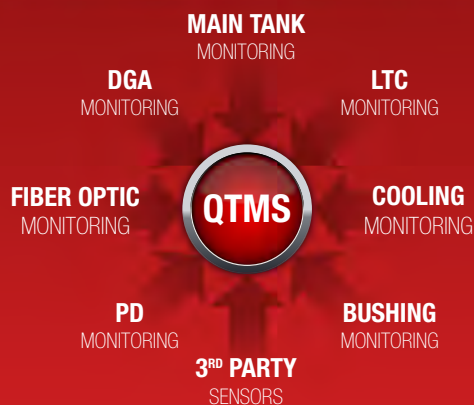 MAIN TANK
MONITORING
DGA
MONITORING
LTC
MONITORING
FIBER OPTIC
MONITORING
QTMS
COOLING
MONITORING
PD
MONITORING
BUSHING
MONITORING
3RD PARTY
SENSORS